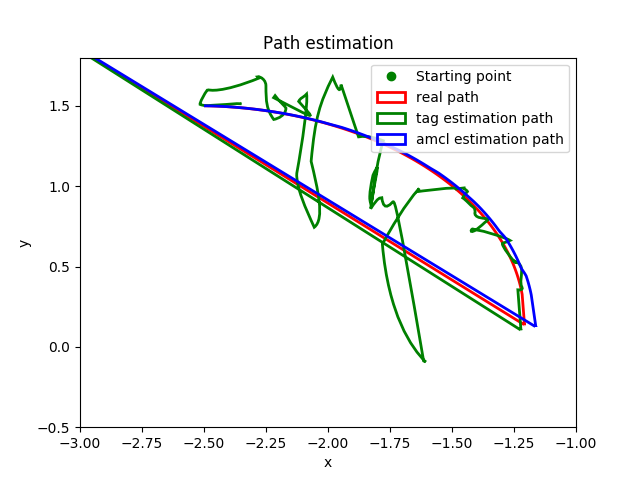 Path estimation
Starting point
real path
tag estimation path
amcl estimation path
y
1.5
1.0
0.5
0.0
−0.5
−3.00 −2.75 −2.50 −2.25 −2.00 −1.75 −1.50 −1.25 −1.00
x